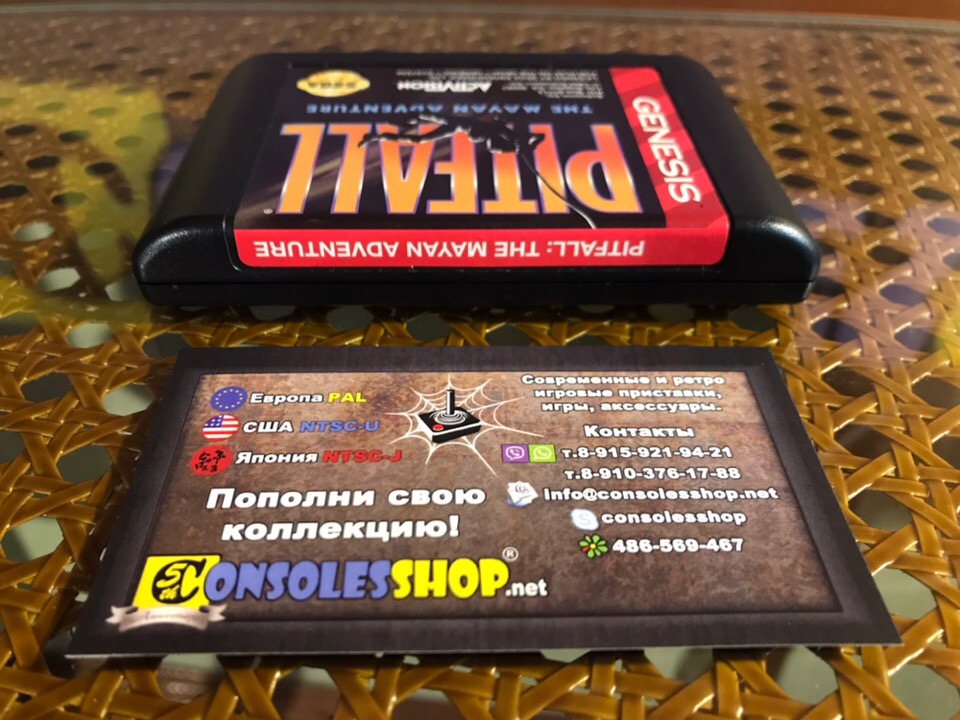 GENESIS
PITFALL: THE MAYAN ADVENTURE
PITFALL
®
THE MAYAN ADVENTURE
ACTIVISION
SEGA
Европа PAL
США NTSC-U
Япония NTSC-J
Пополни свою
коллекцию!
5th CONSOLESSHOP.net
®
Современные и ретро
игровые приставки,
игры, аксессуары.
Контакты
т.8-915-921-94-21
т.8-910-376-17-88
info@consolesshop.net
consolesshop
486-569-467